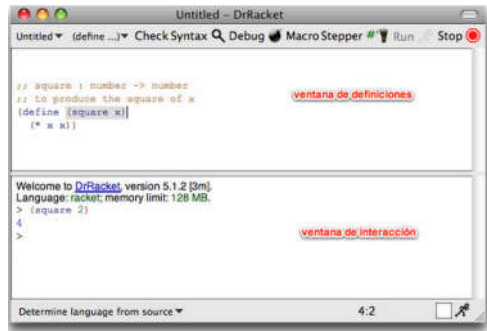 Untitled - DrRacket
Untitled (define ...) Check Syntax Debug Macro Stepper #' Run Stop
;; square : number -> number
;; to produce the square of x
(define (square x)
(* x x))
ventana de definiciones
Welcome to DrRacket, version 5.1.2 [3m].
Language: racket; memory limit: 128 MB.
> (square 2)
4
>
ventana de interacción
Determine language from source
4:2